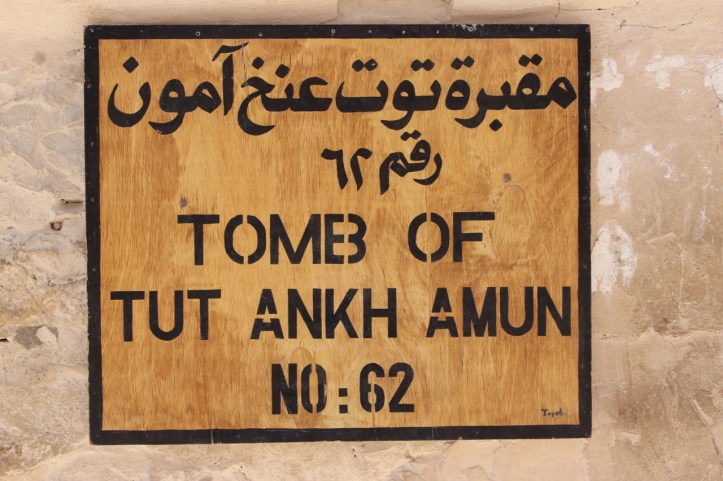 مقبرة توت عنخ آمون
رقم ٦٢
TOMB OF
TUT ANKH AMUN
NO: 62